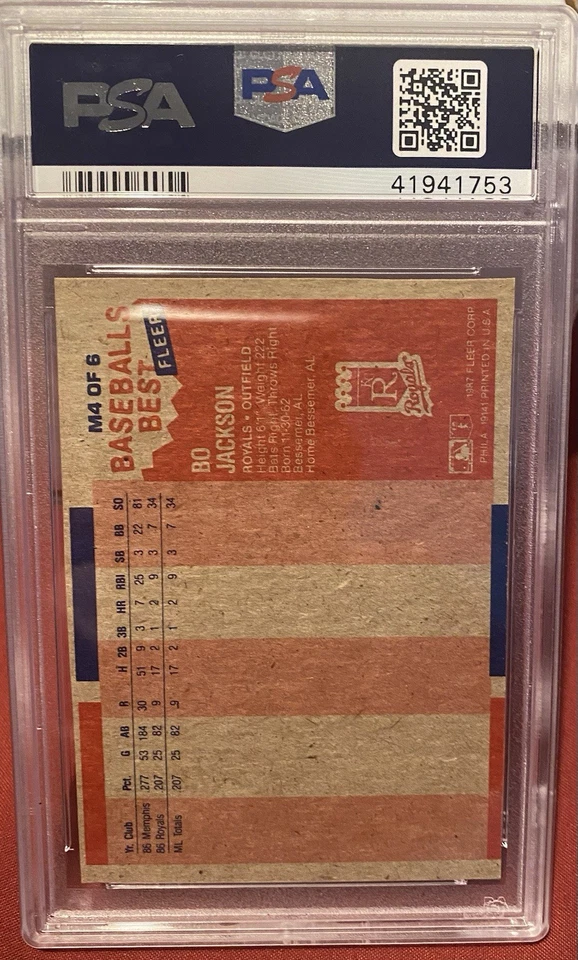 PSA
PSA
41941753
M4 OF 6
BASEBALLS
BEST
FLEER
BO
JACKSON
ROYALS • OUTFIELD
Height 6'1" Weight 222
Bats Right, Throws Right
Born 11-30-62
Bessemer, AL
Home Bessemer, AL
R
Royals
1987 FLEER CORP.
PHILA. 19141 PRINTED IN U.S.A.
Yr. Club Pct. G AB R H 2B 3B HR RBI SB BB SO
86 Memphis .277 53 184 30 51 9 3 7 25 3 22 81
86 Royals .207 25 82 9 17 2 1 2 9 3 7 34
ML Totals .207 25 82 9 17 2 1 2 9 3 7 34